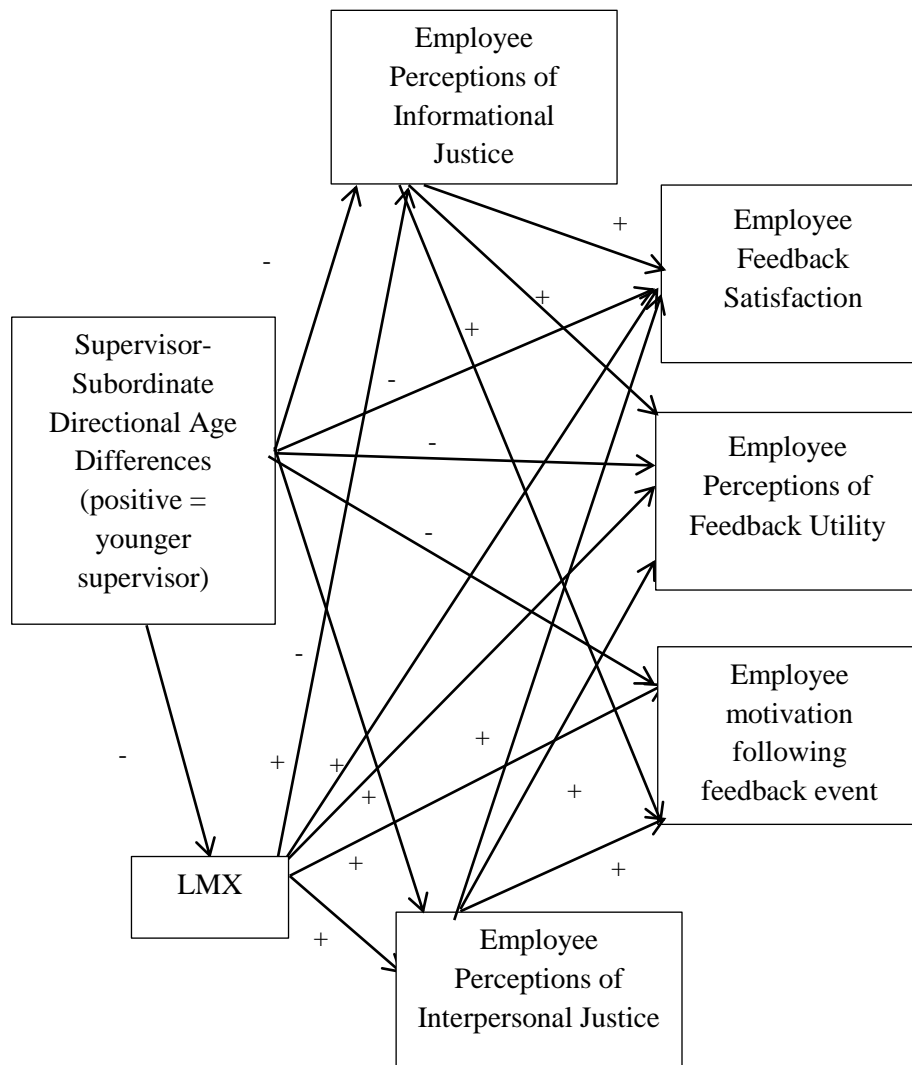 Employee
Perceptions of
Informational
Justice
+
Employee
Feedback
Satisfaction
-
+
+
Supervisor-
Subordinate
Directional Age
Differences
(positive =
younger
supervisor)
-
-
Employee
Perceptions of
Feedback Utility
-
-
Employee
motivation
following
feedback event
-
+
+
+
+
+
+
+
LMX
+
Employee
Perceptions of
Interpersonal Justice